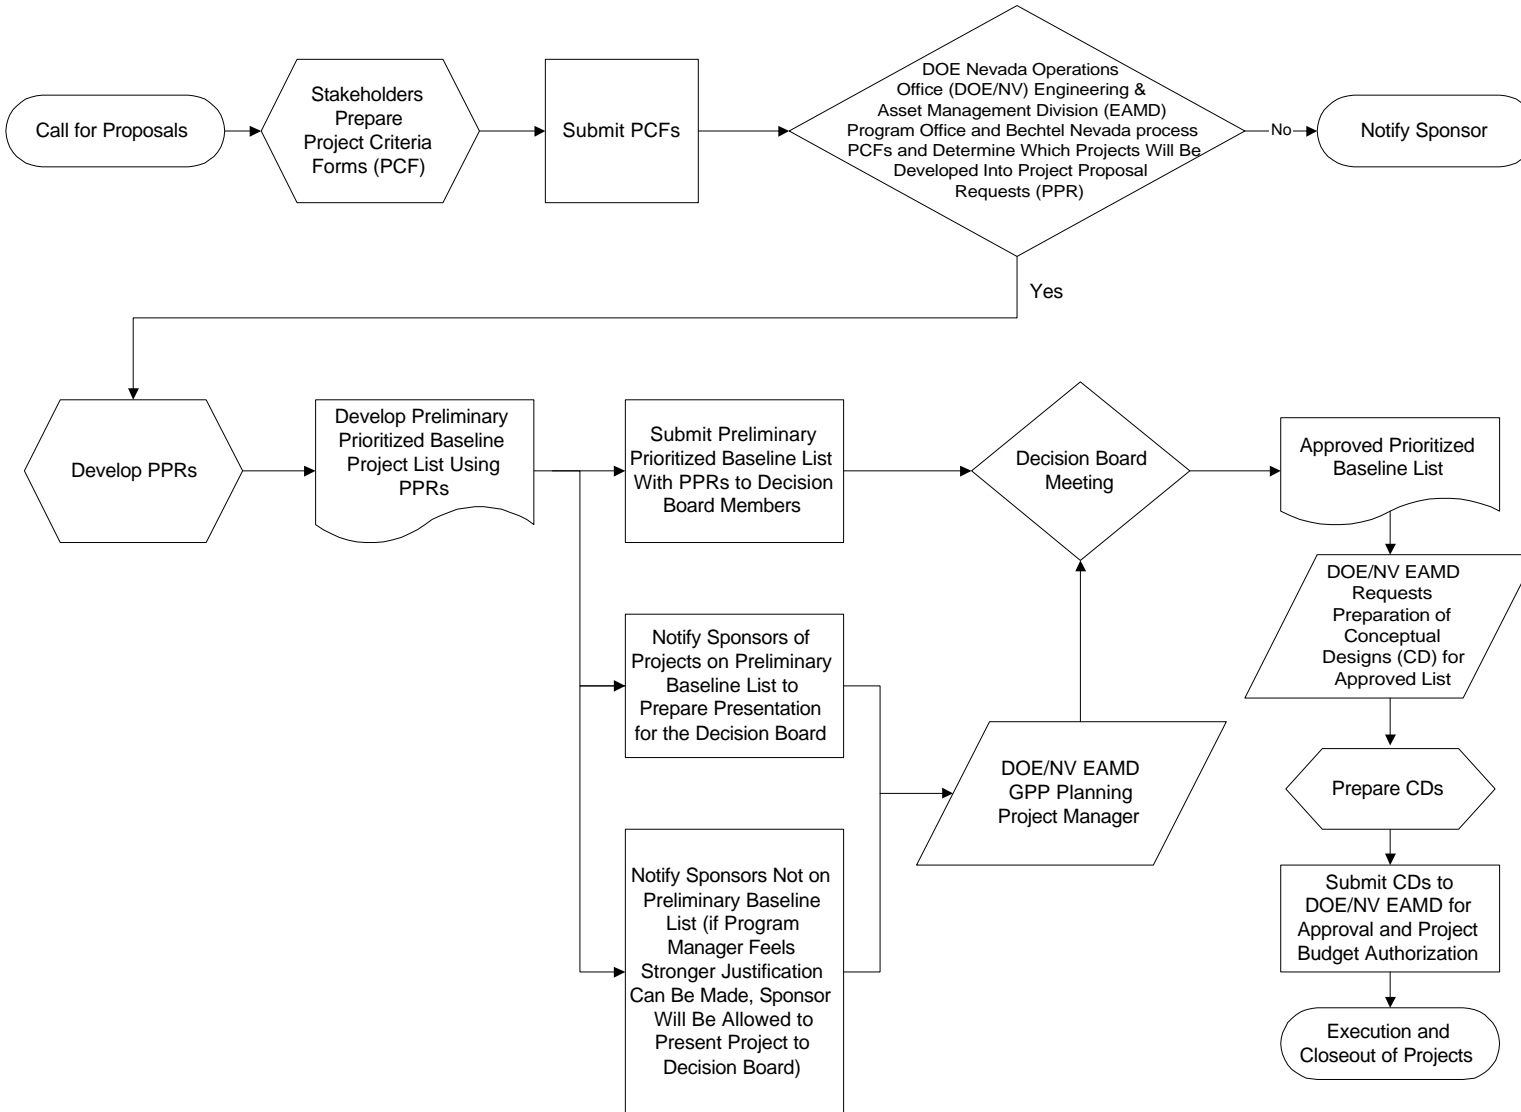 Call for Proposals
Stakeholders
Prepare
Project Criteria
Forms (PCF)
Submit PCFs
DOE Nevada Operations
Office (DOE/NV) Engineering &
Asset Management Division (EAMD)
Program Office and Bechtel Nevada process
PCFs and Determine Which Projects Will Be
Developed Into Project Proposal
Requests (PPR)
No
Notify Sponsor
Yes
Develop PPRs
Develop Preliminary
Prioritized Baseline
Project List Using
PPRs
Submit Preliminary
Prioritized Baseline List
With PPRs to Decision
Board Members
Decision Board
Meeting
Approved Prioritized
Baseline List
Notify Sponsors of
Projects on Preliminary
Baseline List to
Prepare Presentation
for the Decision Board
Notify Sponsors Not on
Preliminary Baseline
List (if Program
Manager Feels
Stronger Justification
Can Be Made, Sponsor
Will Be Allowed to
Present Project to
Decision Board)
DOE/NV EAMD
GPP Planning
Project Manager
DOE/NV EAMD
Requests
Preparation of
Conceptual
Designs (CD) for
Approved List
Prepare CDs
Submit CDs to
DOE/NV EAMD for
Approval and Project
Budget Authorization
Execution and
Closeout of Projects